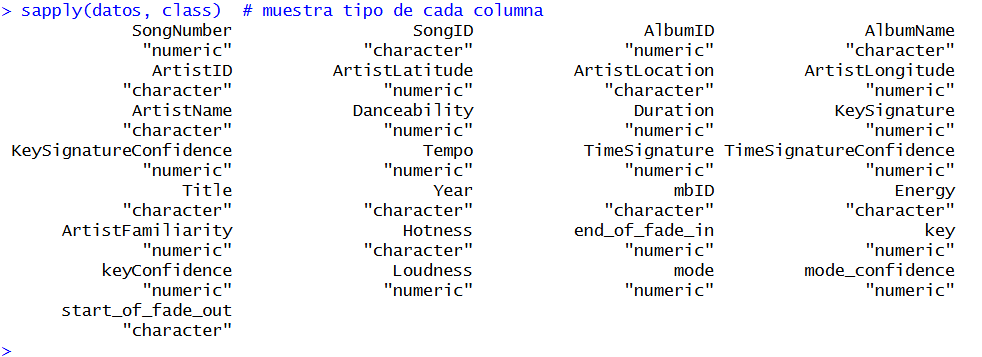 > sapply(datos, class)  # muestra tipo de cada columna
SongNumber SongID AlbumID AlbumName
"numeric" "character" "numeric" "character"
ArtistID ArtistLatitude ArtistLocation ArtistLongitude
"character" "numeric" "character" "numeric"
ArtistName Danceability Duration KeySignature
"character" "numeric" "numeric" "numeric"
KeySignatureConfidence Tempo TimeSignature TimeSignatureConfidence
"numeric" "numeric" "numeric" "numeric"
Title Year mbID Energy
"character" "character" "character" "character"
ArtistFamiliarity Hotness end_of_fade_in key
"numeric" "character" "numeric" "numeric"
keyConfidence Loudness mode mode_confidence
"numeric" "numeric" "numeric" "numeric"
start_of_fade_out
"character"
>